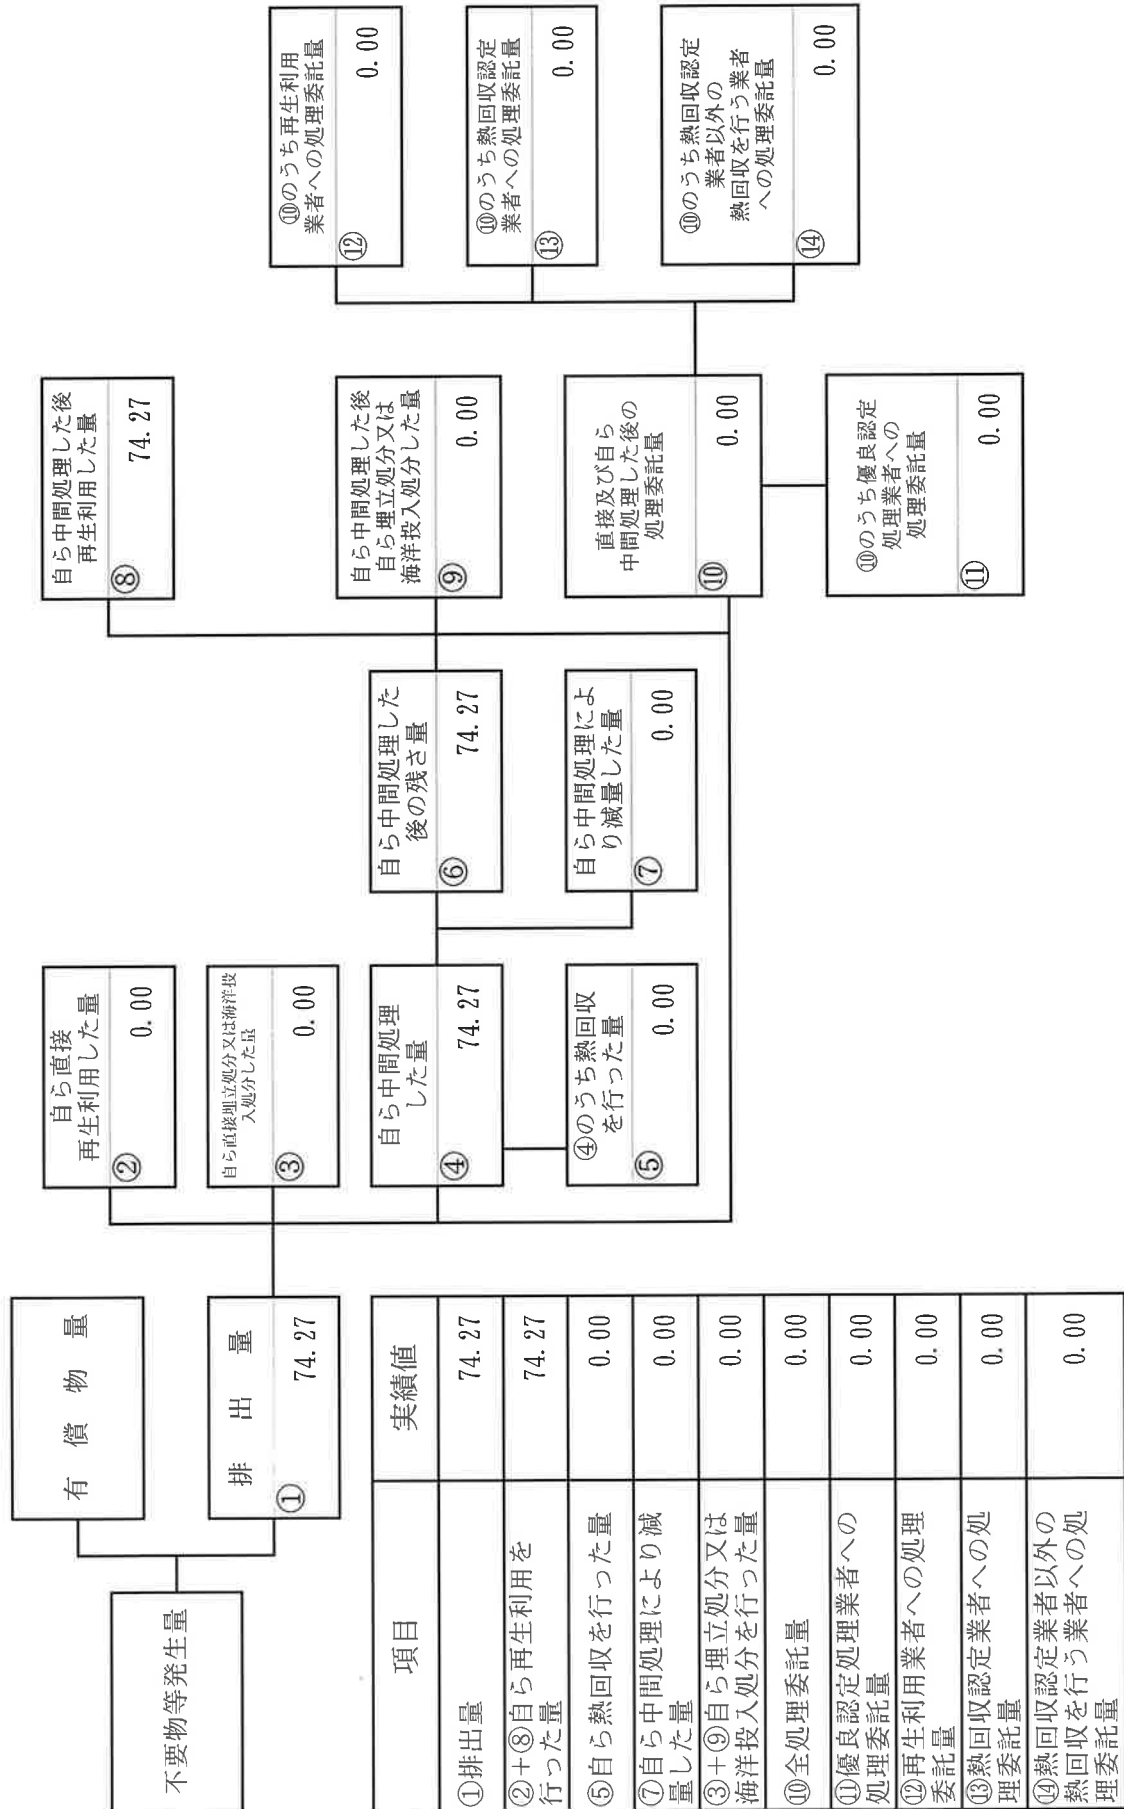 不要物等発生量
有償物量
排出量
①
74.27
自ら直接
再生利用した量
②
0.00
自ら直接埋立処分又は海洋投
入処分した量
③
0.00
自ら中間処理
した量
④
74.27
④のうち熱回収
を行った量
⑤
0.00
自ら中間処理した
後の残さ量
⑥
74.27
自ら中間処理によ
り減量した量
⑦
0.00
自ら中間処理した後
再生利用した量
⑧
74.27
自ら中間処理した後
自ら埋立処分又は
海洋投入処分した量
⑨
0.00
直接及び自ら
中間処理した後の
処理委託量
⑩
0.00
⑩のうち優良認定
処理業者への
処理委託量
⑪
0.00
⑩のうち再生利用
業者への処理委託量
⑫
0.00
⑩のうち熱回収認定
業者への処理委託量
⑬
0.00
⑩のうち熱回収認定
業者以外の
熱回収を行う業者
への処理委託量
⑭
0.00
項目
実績値
①排出量
74.27
②+⑧自ら再生利用を
行った量
74.27
⑤自ら熱回収を行った量
0.00
⑦自ら中間処理により減
量した量
0.00
③+⑨自ら埋立処分又は
海洋投入処分を行った量
0.00
⑩全処理委託量
0.00
⑪優良認定処理業者への
処理委託量
0.00
⑫再生利用業者への処理
委託量
0.00
⑬熱回収認定業者への処
理委託量
0.00
⑭熱回収認定業者以外の
熱回収を行う業者への処
理委託量
0.00